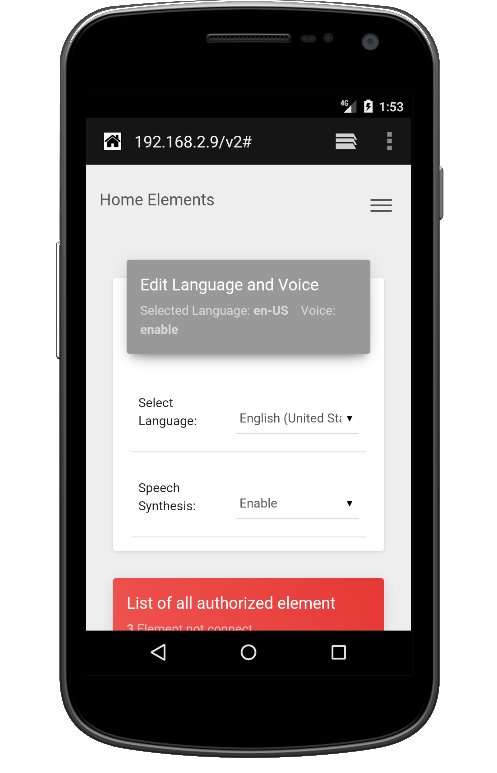 4G 1:53
192.168.2.9/v2#
Home Elements
Edit Language and Voice
Selected Language: en-US Voice:
enable
Select
Language:
English (United Sta
Speech
Synthesis:
Enable
List of all authorized element
3 Element not connect